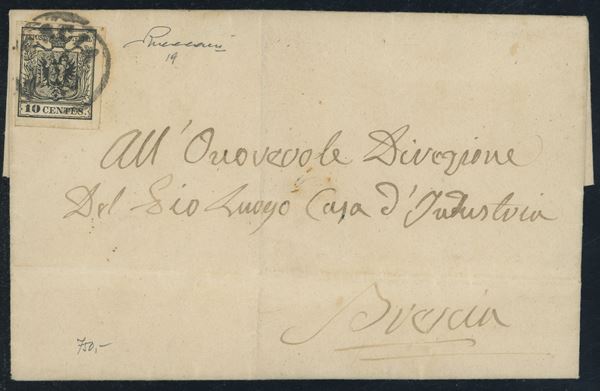 10 CENTES.
19
All' Onorevole Direzione
Del Pio Luogo Casa d'Industria
Brescia
750,-